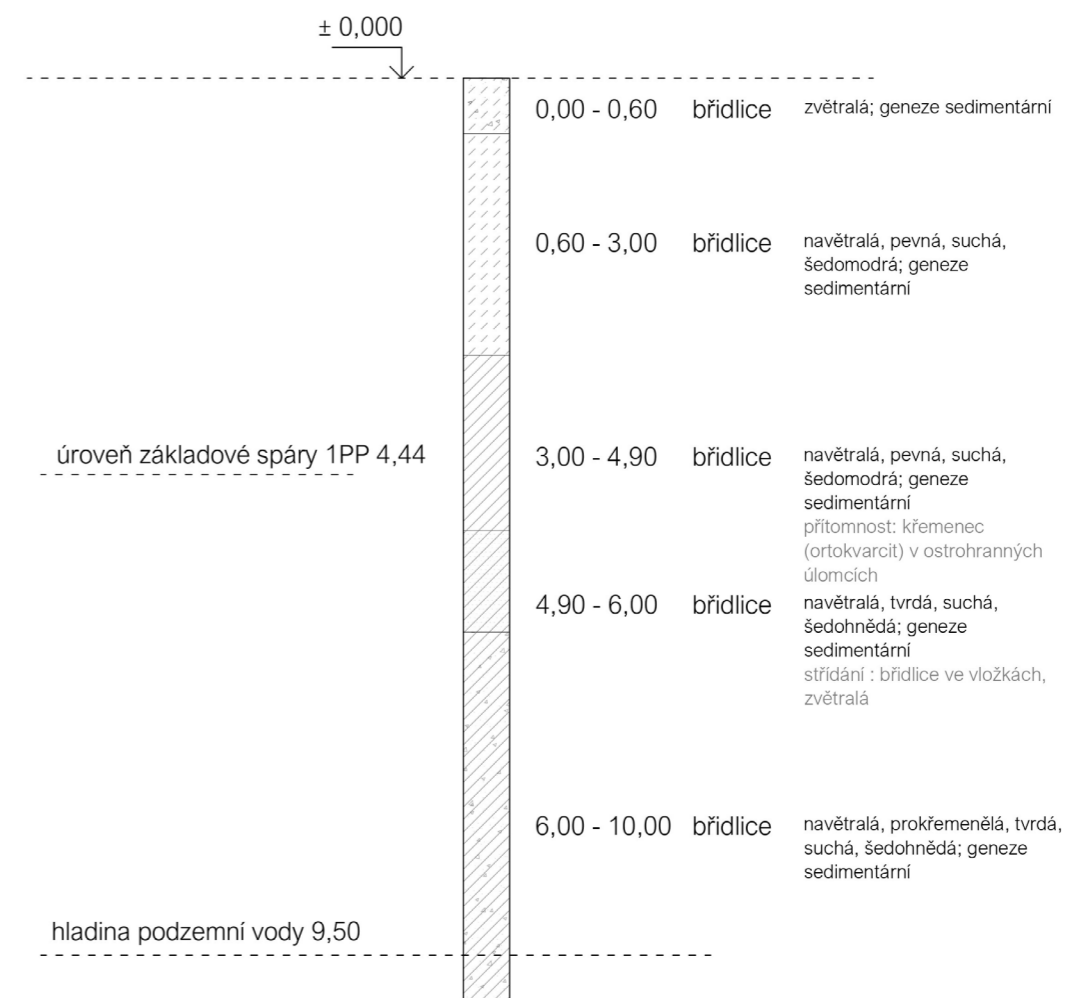 ± 0,000
0,00 - 0,60 břidlice zvětralá; geneze sedimentární
0,60 - 3,00 břidlice navětralá, pevná, suchá,
šedomodrá; geneze
sedimentární
úroveň základové spáry 1PP 4,44
3,00 - 4,90 břidlice navětralá, pevná, suchá,
šedomodrá; geneze
sedimentární
přítomnost: křemenec
(ortokvarcit) v ostrohranných
úlomcích
4,90 - 6,00 břidlice navětralá, tvrdá, suchá,
šedohnědá; geneze
sedimentární
střídání : břidlice ve vložkách,
zvětralá
6,00 - 10,00 břidlice navětralá, prokřemenělá, tvrdá,
suchá, šedohnědá; geneze
sedimentární
hladina podzemní vody 9,50